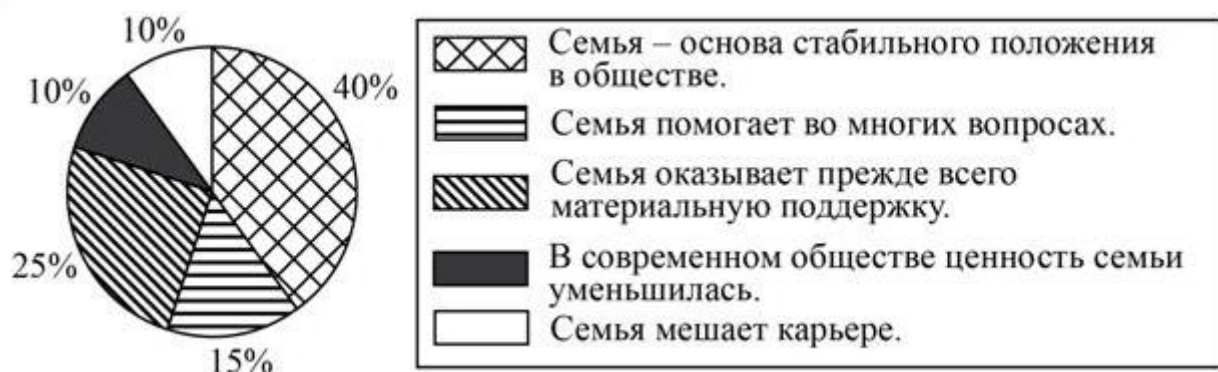 10%
10%
40%
25%
15%
Семья – основа стабильного положения
в обществе.
Семья помогает во многих вопросах.
Семья оказывает прежде всего
материальную поддержку.
В современном обществе ценность семьи
уменьшилась.
Семья мешает карьере.